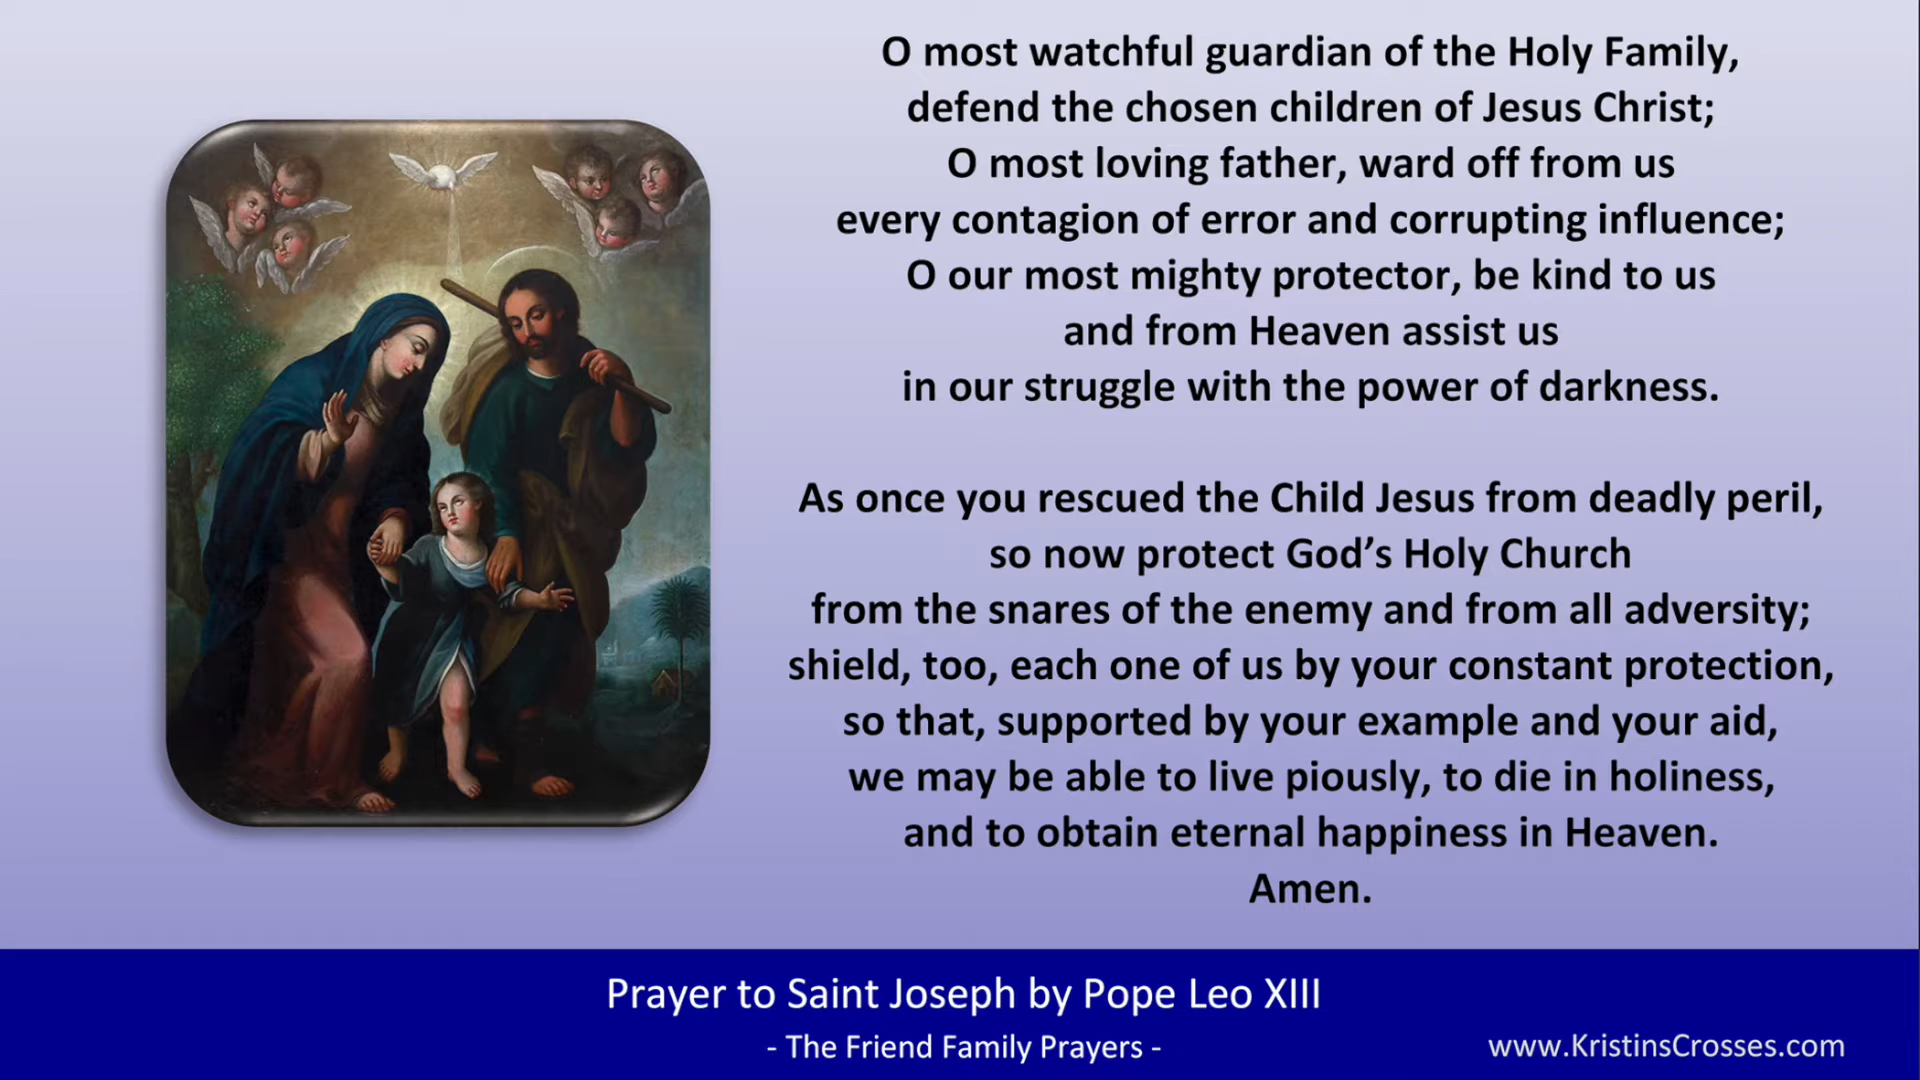 O most watchful guardian of the Holy Family,
defend the chosen children of Jesus Christ;
O most loving father, ward off from us
every contagion of error and corrupting influence;
O our most mighty protector, be kind to us
and from Heaven assist us
in our struggle with the power of darkness.
As once you rescued the Child Jesus from deadly peril,
so now protect God’s Holy Church
from the snares of the enemy and from all adversity;
shield, too, each one of us by your constant protection,
so that, supported by your example and your aid,
we may be able to live piously, to die in holiness,
and to obtain eternal happiness in Heaven.
Amen.
Prayer to Saint Joseph by Pope Leo XIII
- The Friend Family Prayers -
www.KristinsCrosses.com